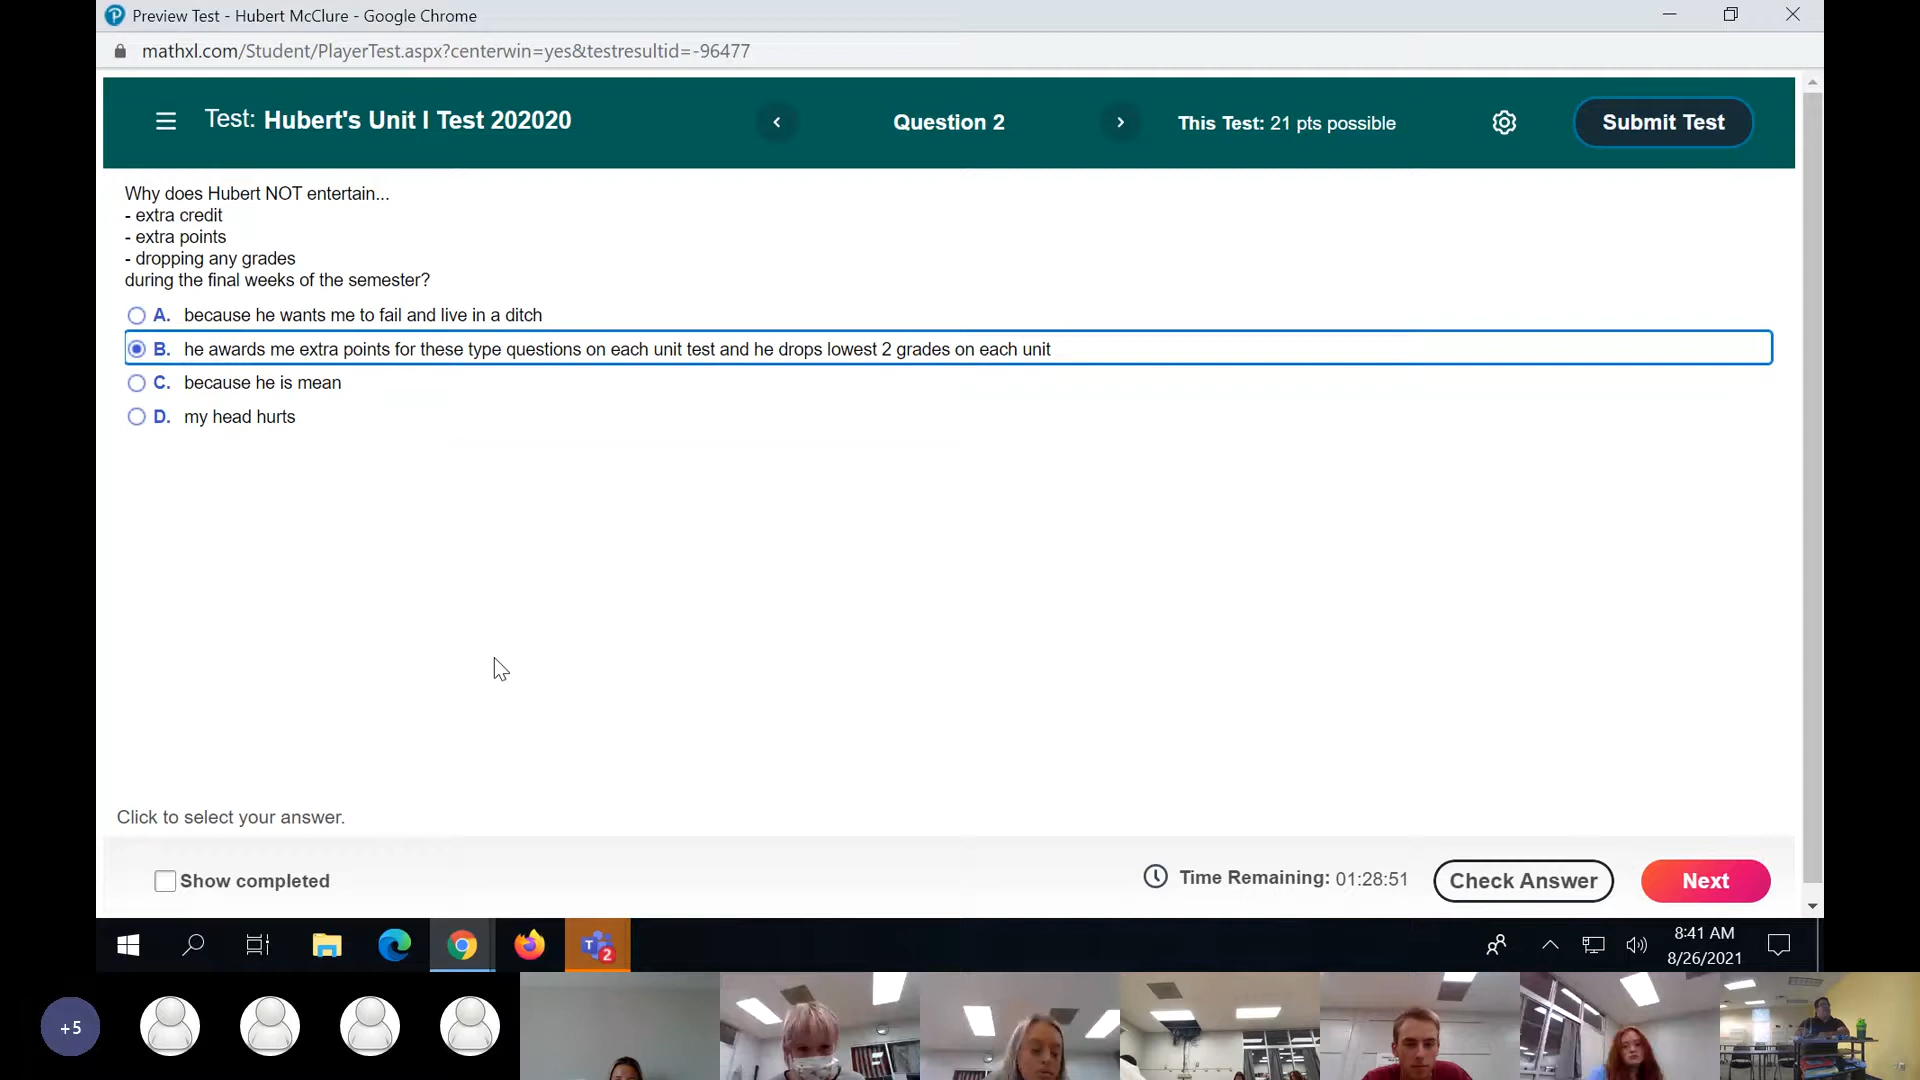 Preview Test - Hubert McClure - Google Chrome
mathxl.com/Student/PlayerTest.aspx?centerwin=yes&testresultid=-96477
Test: Hubert's Unit I Test 202020
Question 2
This Test: 21 pts possible
Submit Test
Why does Hubert NOT entertain...
- extra credit
- extra points
- dropping any grades
during the final weeks of the semester?
A. because he wants me to fail and live in a ditch
B. he awards me extra points for these type questions on each unit test and he drops lowest 2 grades on each unit
C. because he is mean
D. my head hurts
Click to select your answer.
Show completed
Time Remaining: 01:28:51
Check Answer
Next
T
2
8:41 AM
8/26/2021
+5